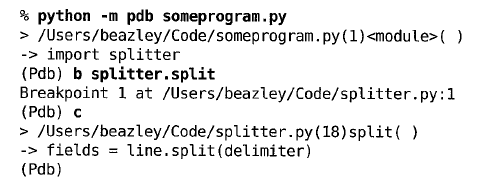 % python -m pdb someprogram.py
> /Users/beazley/Code/someprogram.py(1)<module>( )
-> import splitter
(Pdb) b splitter.split
Breakpoint 1 at /Users/beazley/Code/splitter.py:1
(Pdb) c
> /Users/beazley/Code/splitter.py(18)split( )
-> fields = line.split(delimiter)
(Pdb)